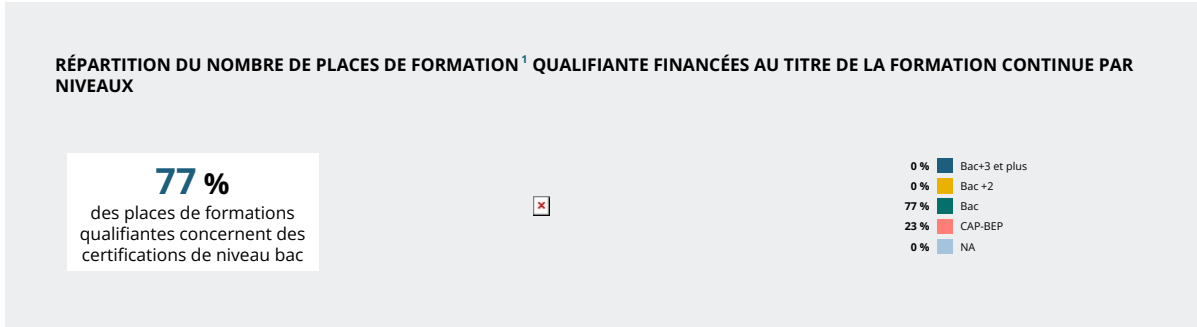 RÉPARTITION DU NOMBRE DE PLACES DE FORMATION 1 QUALIFIANTE FINANCÉES AU TITRE DE LA FORMATION CONTINUE PAR
NIVEAUX
77 %
des places de formations
qualifiantes concernent des
certifications de niveau bac
0 % Bac+3 et plus
0 % Bac +2
77 % Bac
23 % CAP-BEP
0 % NA